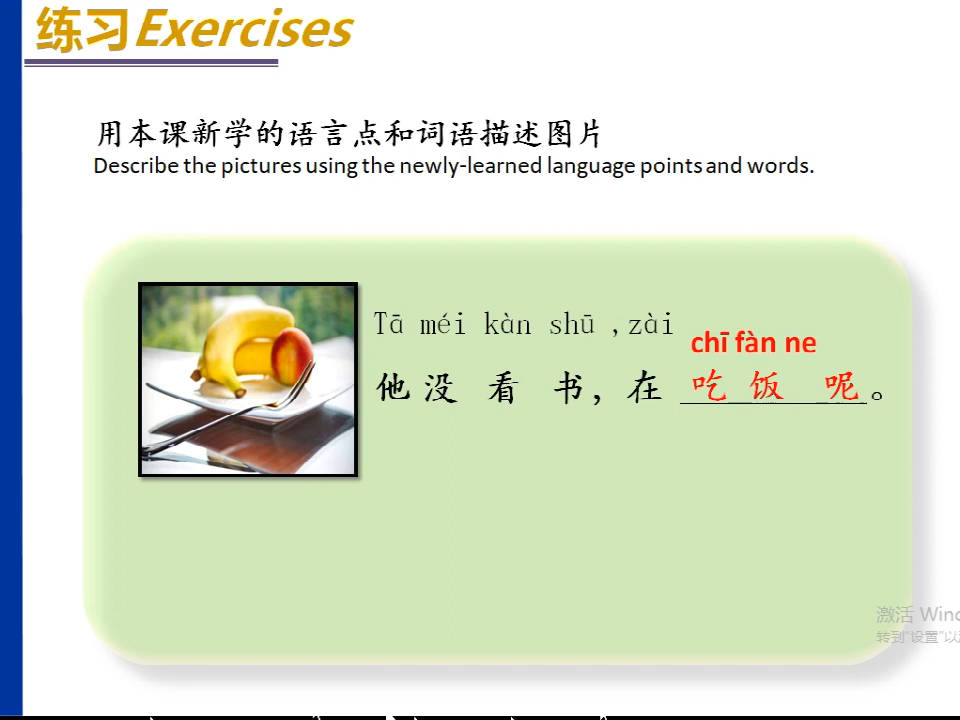 练习Exercises
用本课新学的语言点和词语描述图片
Describe the pictures using the newly-learned language points and words.
Tā méi kàn shū ,zài
chī fàn ne
他 没 看 书，在 吃 饭 呢。
激活 Wind
转到"设置"以